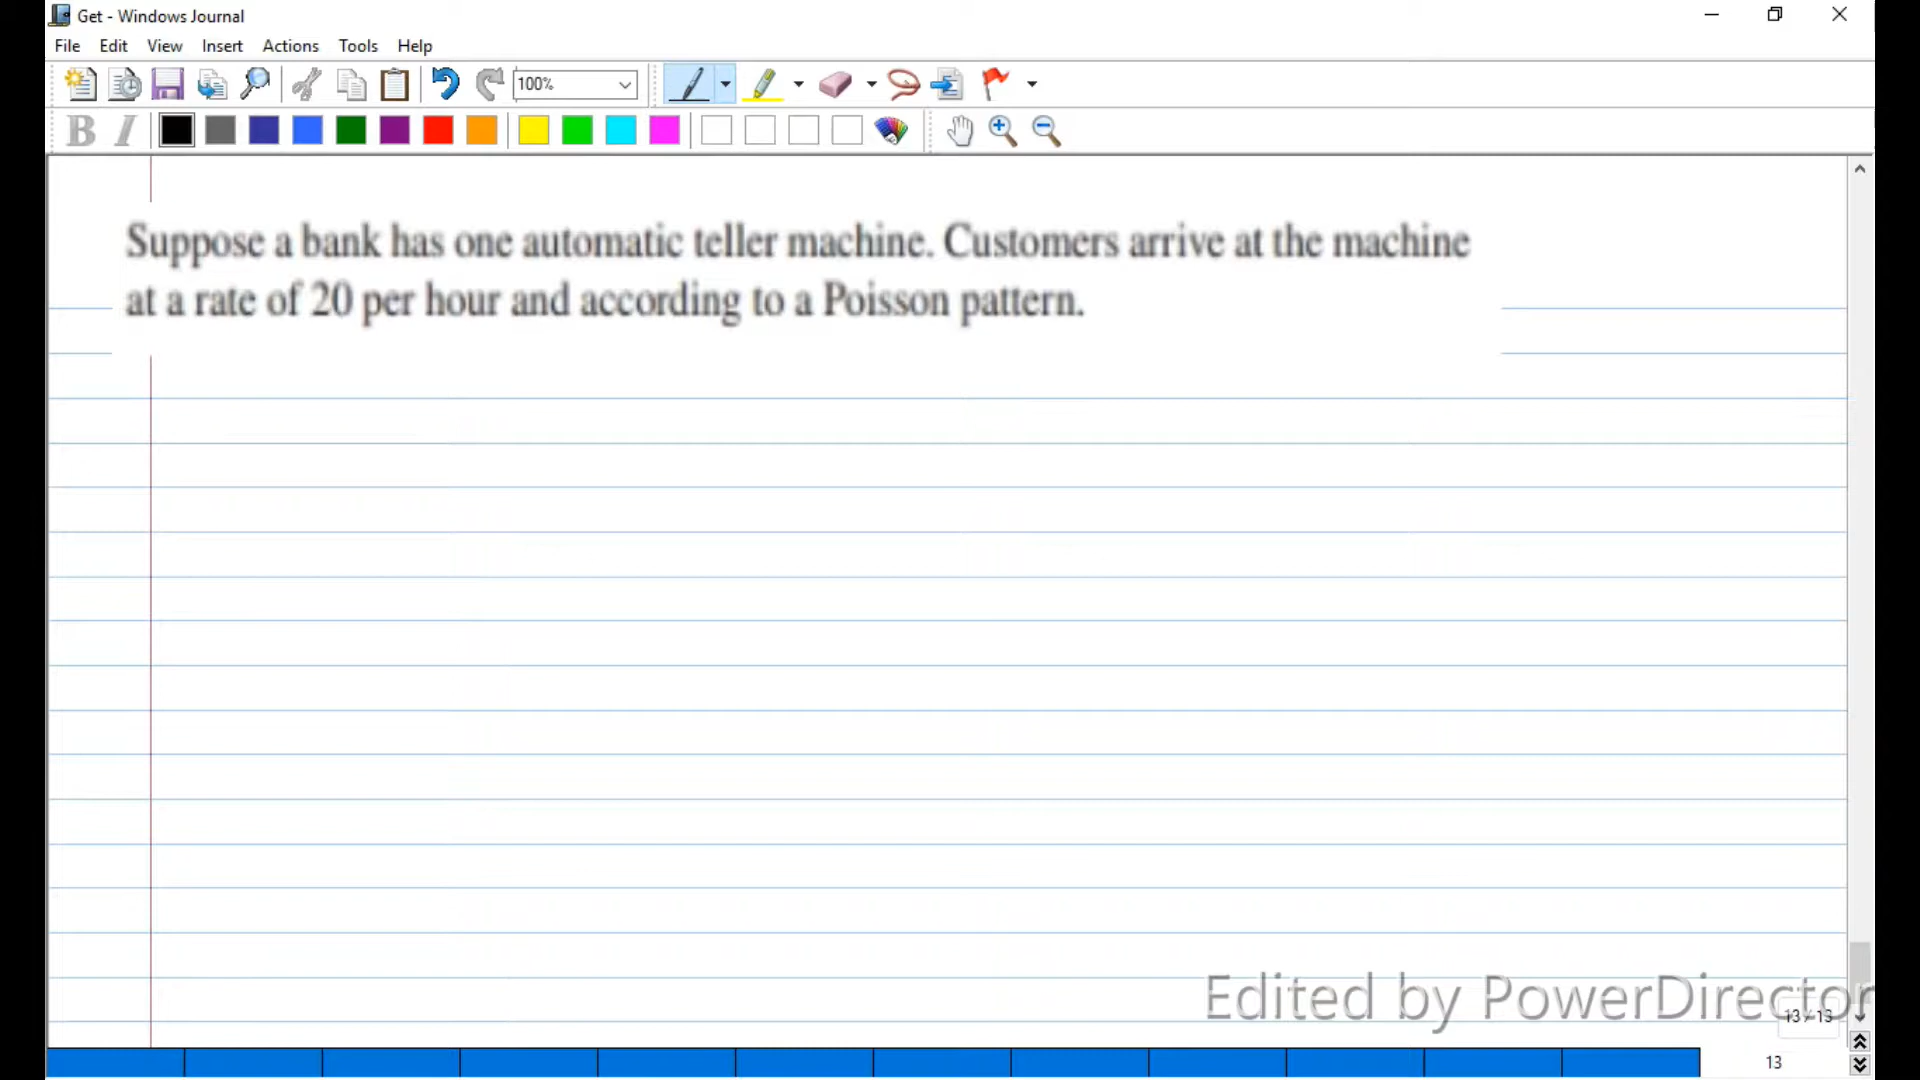 Get - Windows Journal
File Edit View Insert Actions Tools Help
100%
B I
Suppose a bank has one automatic teller machine. Customers arrive at the machine
at a rate of 20 per hour and according to a Poisson pattern.
Edited by PowerDirector
13 / 13
13